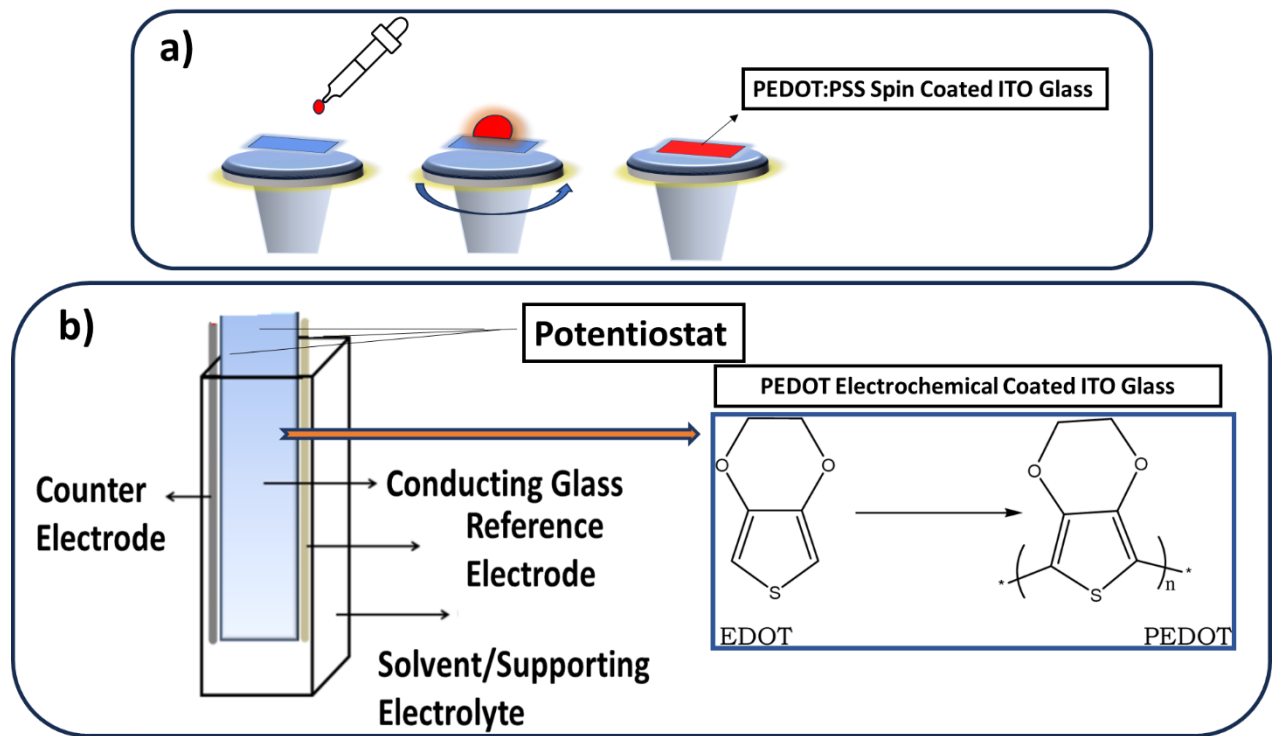 a)
PEDOT:PSS Spin Coated ITO Glass
b)
Potentiostat
PEDOT Electrochemical Coated ITO Glass
Counter
Electrode
Conducting Glass
Reference
Electrode
Solvent/Supporting
Electrolyte
O O
S
EDOT
O O
* ( ) n *
S
PEDOT